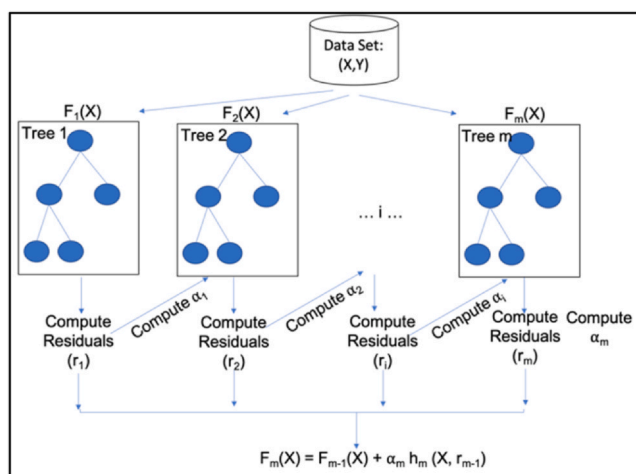 Data Set:
(X,Y)
F₁(X)
F₂(X)
Fₘ(X)
Tree 1
Tree 2
Tree m
... i ...
Compute α₁
Compute α₂
Compute αᵢ
Compute
Residuals
(r₁)
Compute
Residuals
(r₂)
Compute
Residuals
(rᵢ)
Compute
Residuals
(rₘ)
Compute
αₘ
Fₘ(X) = Fₘ₋₁(X) + αₘ hₘ (X, rₘ₋₁)